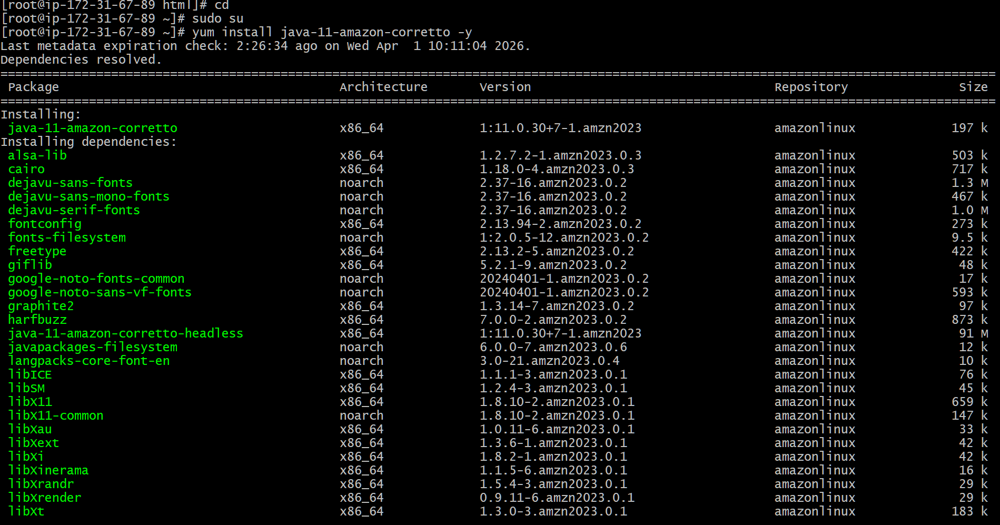 [root@ip-172-31-67-89 html]# cd
[root@ip-172-31-67-89 ~]# sudo su
[root@ip-172-31-67-89 ~]# yum install java-11-amazon-corretto -y
Last metadata expiration check: 2:26:34 ago on Wed Apr  1 10:11:04 2026.
Dependencies resolved.
=======================================================================================================================================
 Package                                      Architecture       Version                                 Repository               Size
=======================================================================================================================================
Installing:
 java-11-amazon-corretto                      x86_64             1:11.0.30+7-1.amzn2023                  amazonlinux             197 k
Installing dependencies:
 alsa-lib                                     x86_64             1.2.7.2-1.amzn2023.0.3                  amazonlinux             503 k
 cairo                                        x86_64             1.18.0-4.amzn2023.0.3                   amazonlinux             717 k
 dejavu-sans-fonts                            noarch             2.37-16.amzn2023.0.2                    amazonlinux             1.3 M
 dejavu-sans-mono-fonts                       noarch             2.37-16.amzn2023.0.2                    amazonlinux             467 k
 dejavu-serif-fonts                           noarch             2.37-16.amzn2023.0.2                    amazonlinux             1.0 M
 fontconfig                                   x86_64             2.13.94-2.amzn2023.0.2                  amazonlinux             273 k
 fonts-filesystem                             noarch             1:2.0.5-12.amzn2023.0.2                 amazonlinux             9.5 k
 freetype                                     x86_64             2.13.2-5.amzn2023.0.2                   amazonlinux             422 k
 giflib                                       x86_64             5.2.1-9.amzn2023.0.2                    amazonlinux              48 k
 google-noto-fonts-common                     noarch             20240401-1.amzn2023.0.2                 amazonlinux              17 k
 google-noto-sans-vf-fonts                    noarch             20240401-1.amzn2023.0.2                 amazonlinux             593 k
 graphite2                                    x86_64             1.3.14-7.amzn2023.0.2                   amazonlinux              97 k
 harfbuzz                                     x86_64             7.0.0-2.amzn2023.0.2                    amazonlinux             873 k
 java-11-amazon-corretto-headless             x86_64             1:11.0.30+7-1.amzn2023                  amazonlinux              91 M
 javapackages-filesystem                      noarch             6.0.0-7.amzn2023.0.6                    amazonlinux              12 k
 langpacks-core-font-en                       noarch             3.0-21.amzn2023.0.4                     amazonlinux              10 k
 libICE                                       x86_64             1.1.1-3.amzn2023.0.1                    amazonlinux              76 k
 libSM                                        x86_64             1.2.4-3.amzn2023.0.1                    amazonlinux              45 k
 libX11                                       x86_64             1.8.10-2.amzn2023.0.1                   amazonlinux             659 k
 libX11-common                                noarch             1.8.10-2.amzn2023.0.1                   amazonlinux             147 k
 libXau                                       x86_64             1.0.11-6.amzn2023.0.1                   amazonlinux              33 k
 libXext                                      x86_64             1.3.6-1.amzn2023.0.1                    amazonlinux              42 k
 libXi                                        x86_64             1.8.2-1.amzn2023.0.1                    amazonlinux              42 k
 libXinerama                                  x86_64             1.1.5-6.amzn2023.0.1                    amazonlinux              16 k
 libXrandr                                    x86_64             1.5.4-3.amzn2023.0.1                    amazonlinux              29 k
 libXrender                                   x86_64             0.9.11-6.amzn2023.0.1                   amazonlinux              29 k
 libXt                                        x86_64             1.3.0-3.amzn2023.0.1                    amazonlinux             183 k